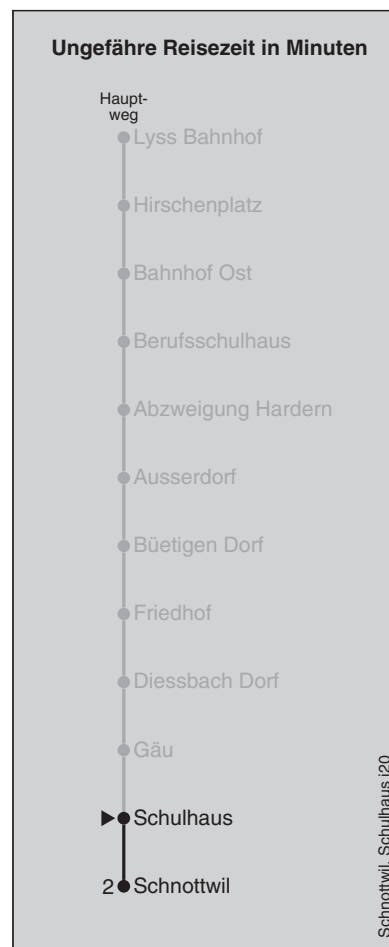 Ungefähre Reisezeit in Minuten
Haupt-
weg
Lyss Bahnhof
Hirschenplatz
Bahnhof Ost
Berufsschulhaus
Abzweigung Hardern
Ausserdorf
Büetigen Dorf
Friedhof
Diessbach Dorf
Gäu
Schulhaus
2 Schnottwil
Schnottwil, Schulhaus j20